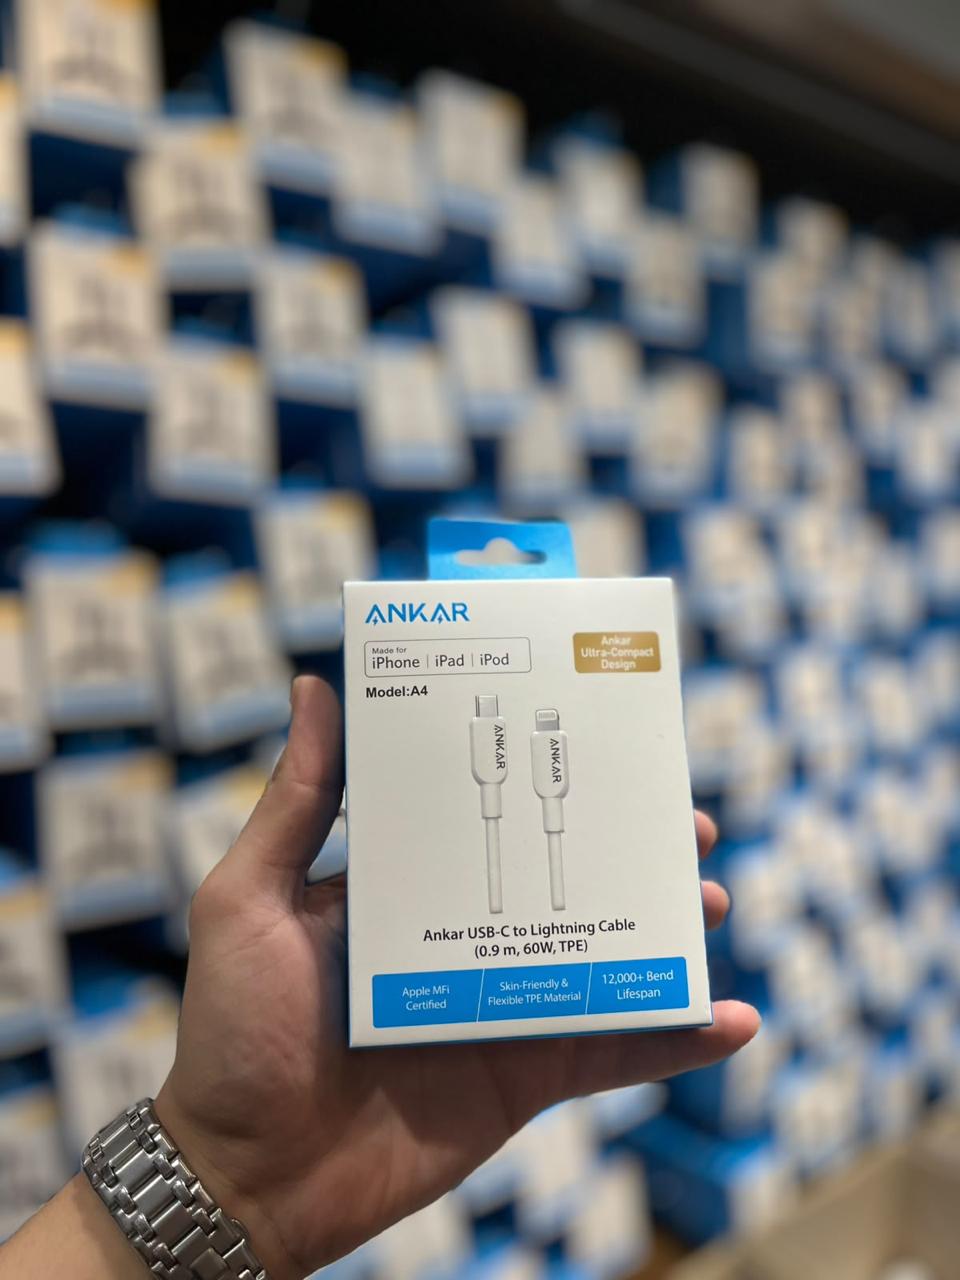 ANKAR
Made for
iPhone | iPad | iPod
Ankar
Ultra-Compact
Design
Model:A4
ANKAR
ANKAR
Ankar USB-C to Lightning Cable
(0.9 m, 60W, TPE)
Apple MFi
Certified
Skin-Friendly &
Flexible TPE Material
12,000+ Bend
Lifespan